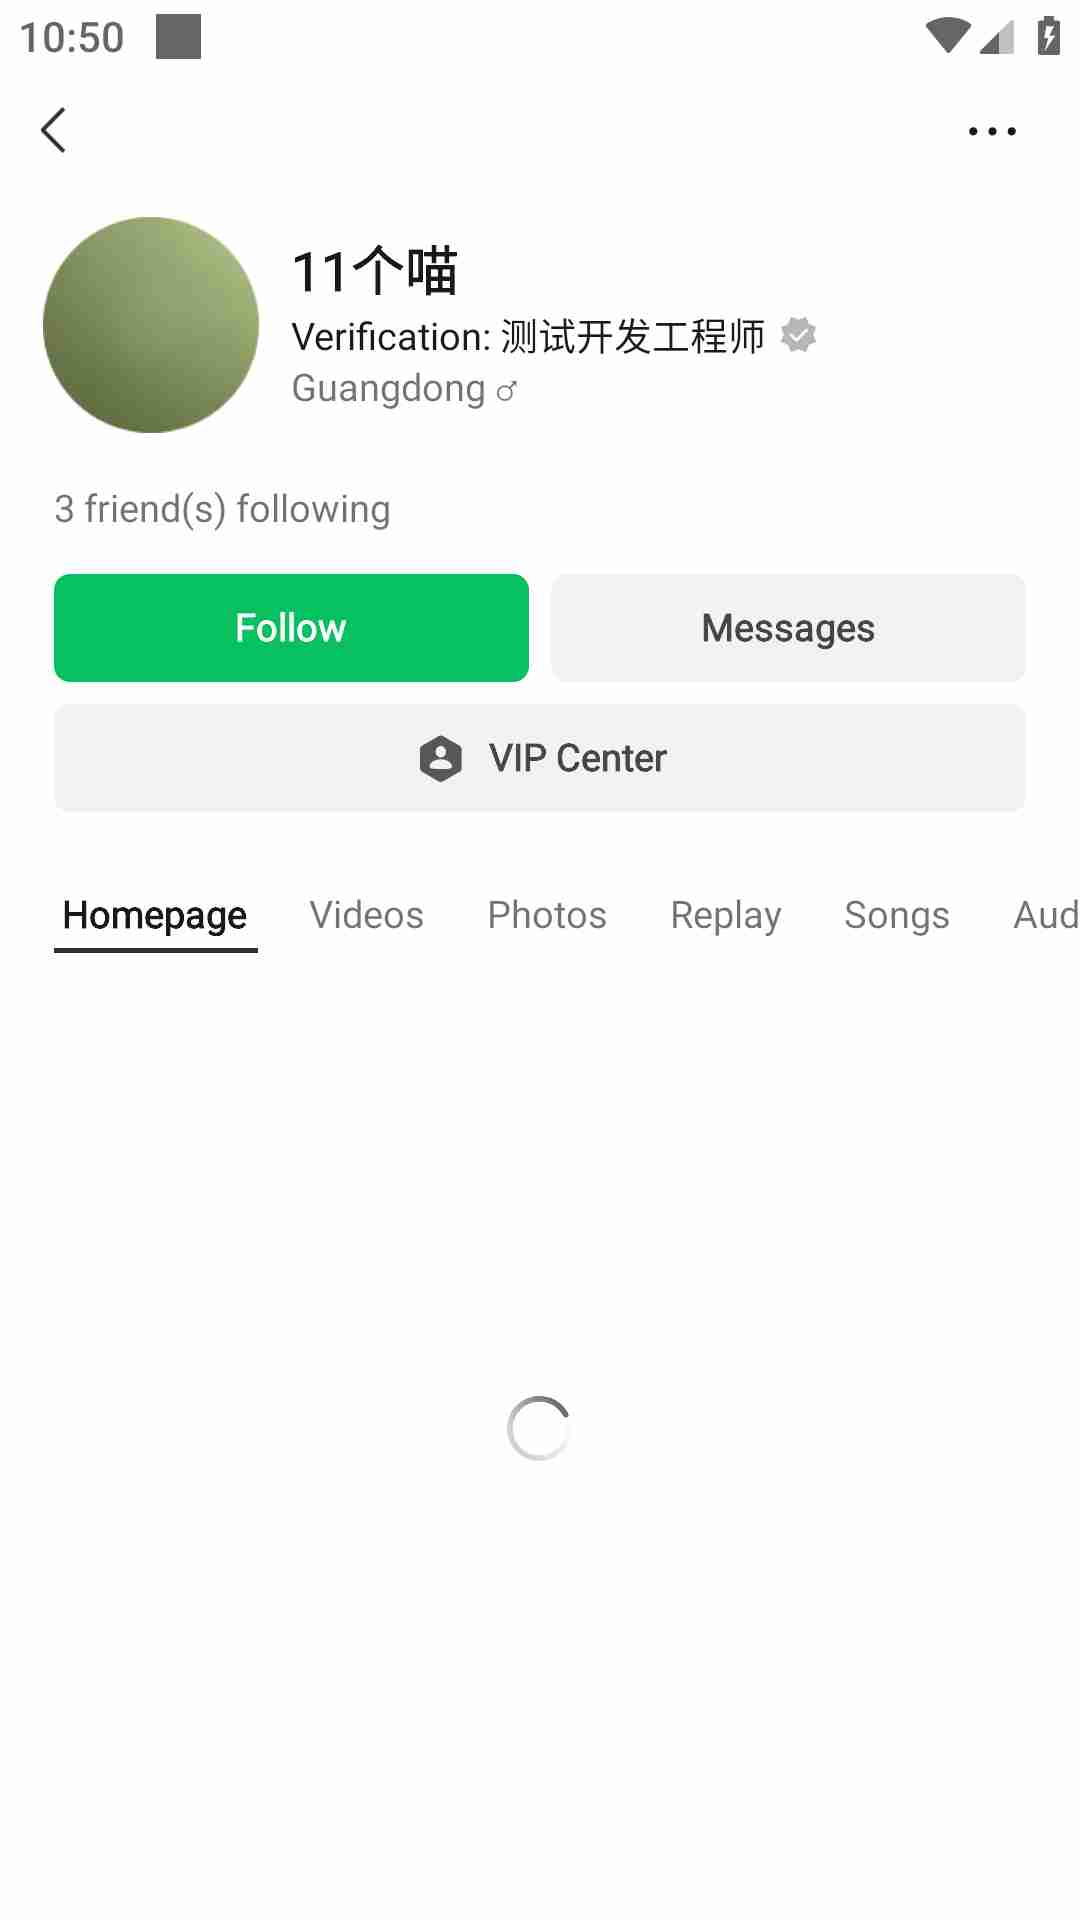 10:50
11个喵
Verification: 测试开发工程师
Guangdong ♂
3 friend(s) following
Follow
Messages
VIP Center
Homepage Videos Photos Replay Songs Aud